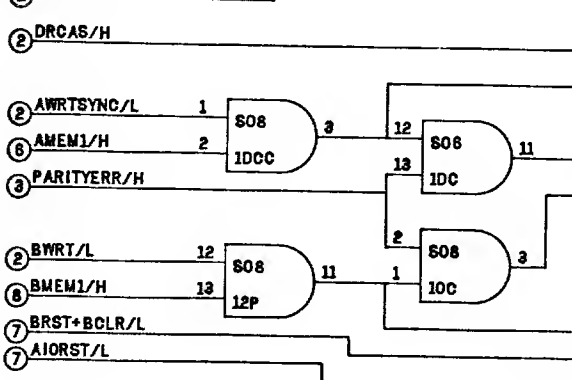 2 DRCAS/H
2 AWRTSYNC/L 1 S08 3
6 AMEM1/H 2 1DCC
12 S08 11
3 PARITYERR/H 13 1DC
2 S08 3
2 BWRT/L 12 S08 11 1 10C
8 BMEM1/H 13 12P
7 BRST+BCLR/L
7 AIORST/L